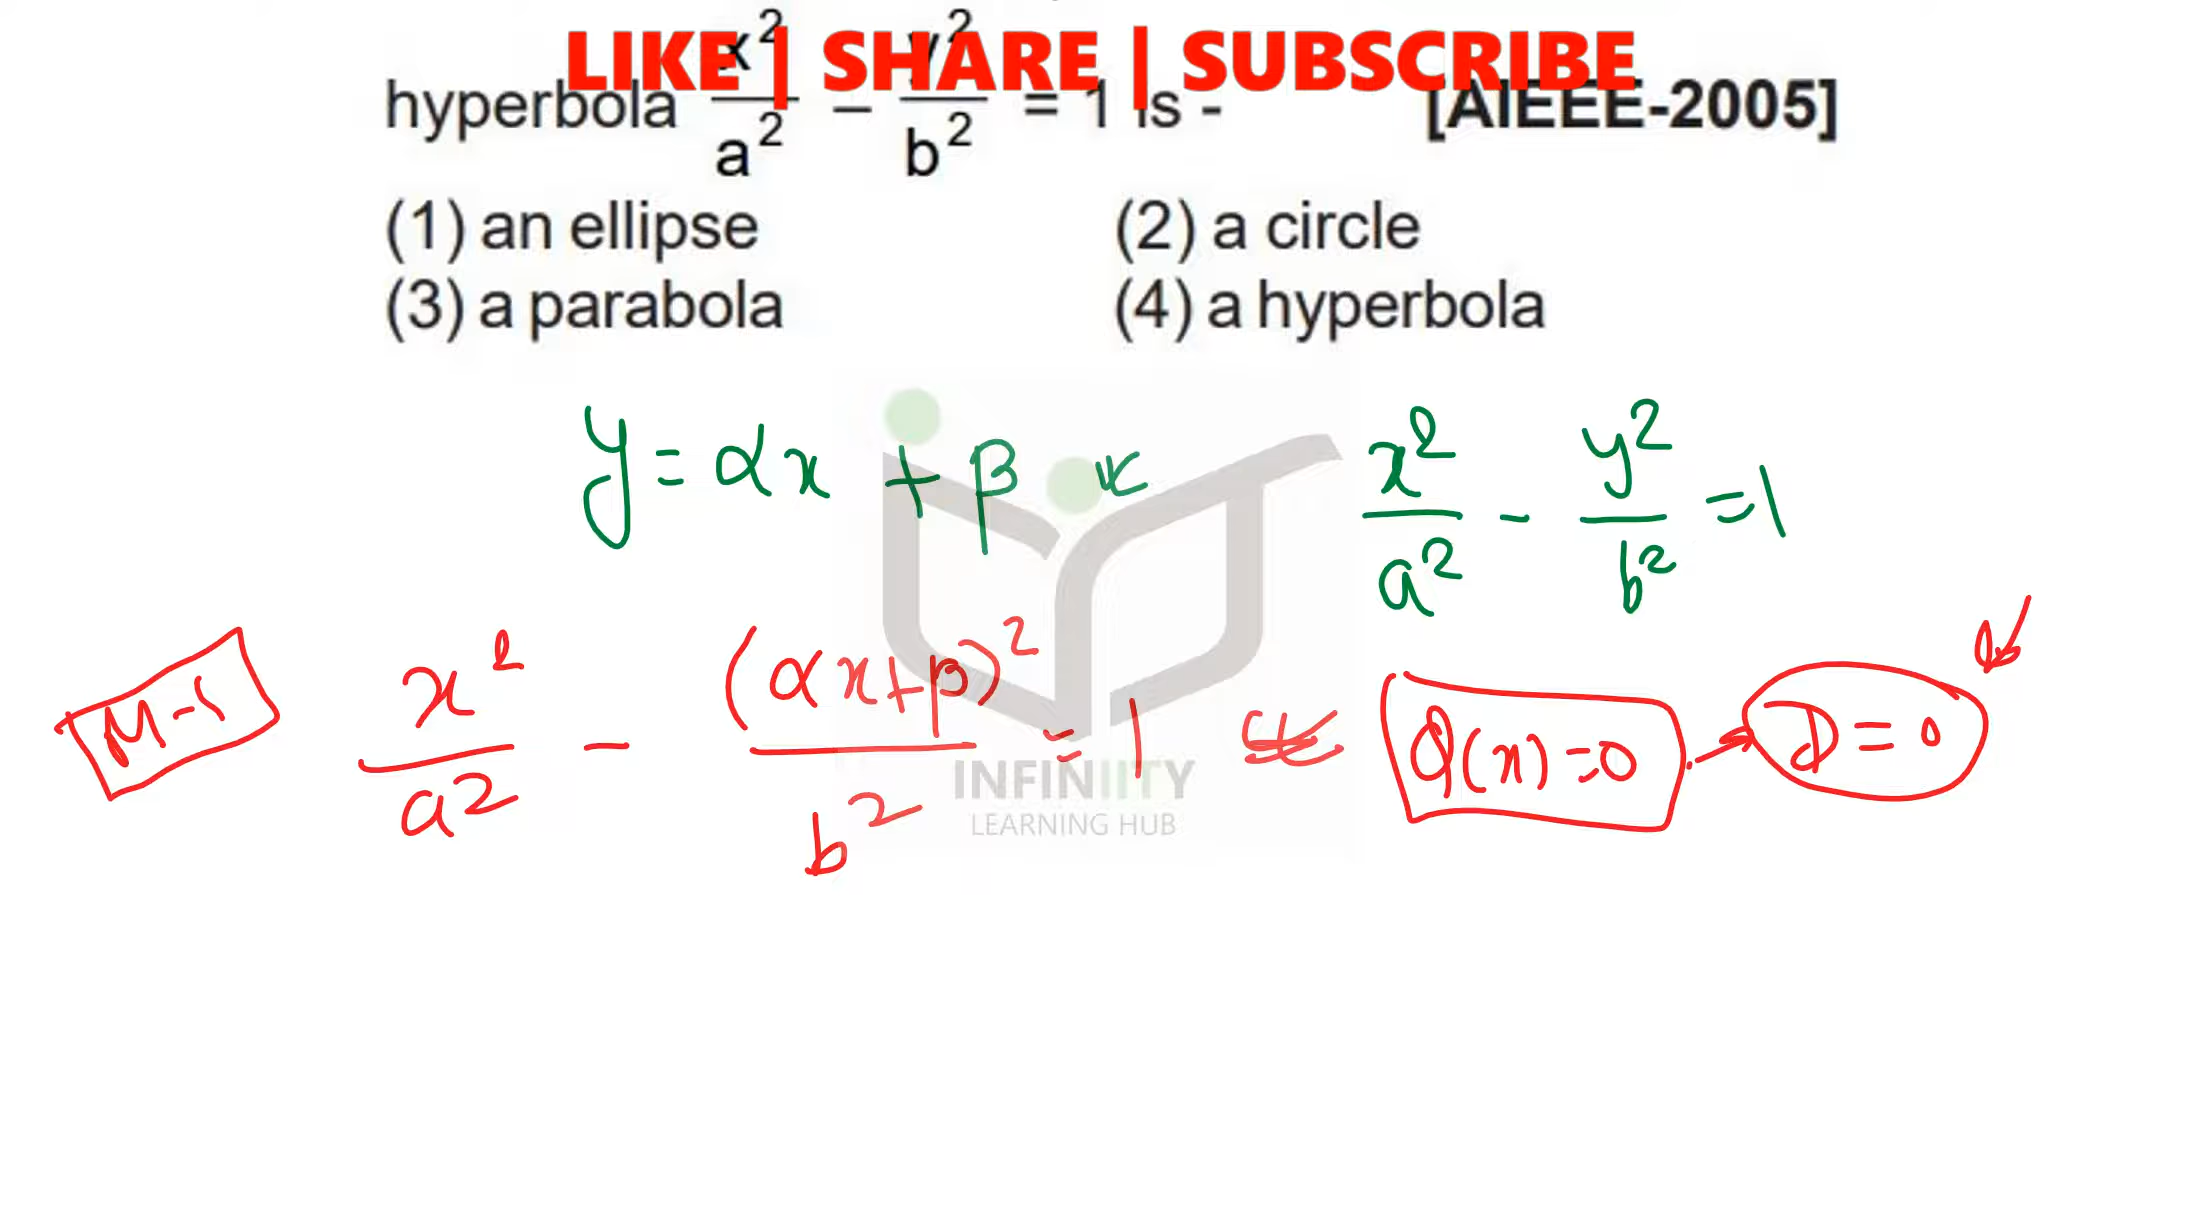 LIKE | SHARE | SUBSCRIBE
hyperbola x²/a² – y²/b² = 1 is - [AIEEE-2005]
(1) an ellipse (2) a circle
(3) a parabola (4) a hyperbola
y = αx + β x²/a² - y²/b² = 1
M-1 x²/a² - (αx+β)²/b² = 1 Q(x)=0 → D=0
INFINIITY
LEARNING HUB